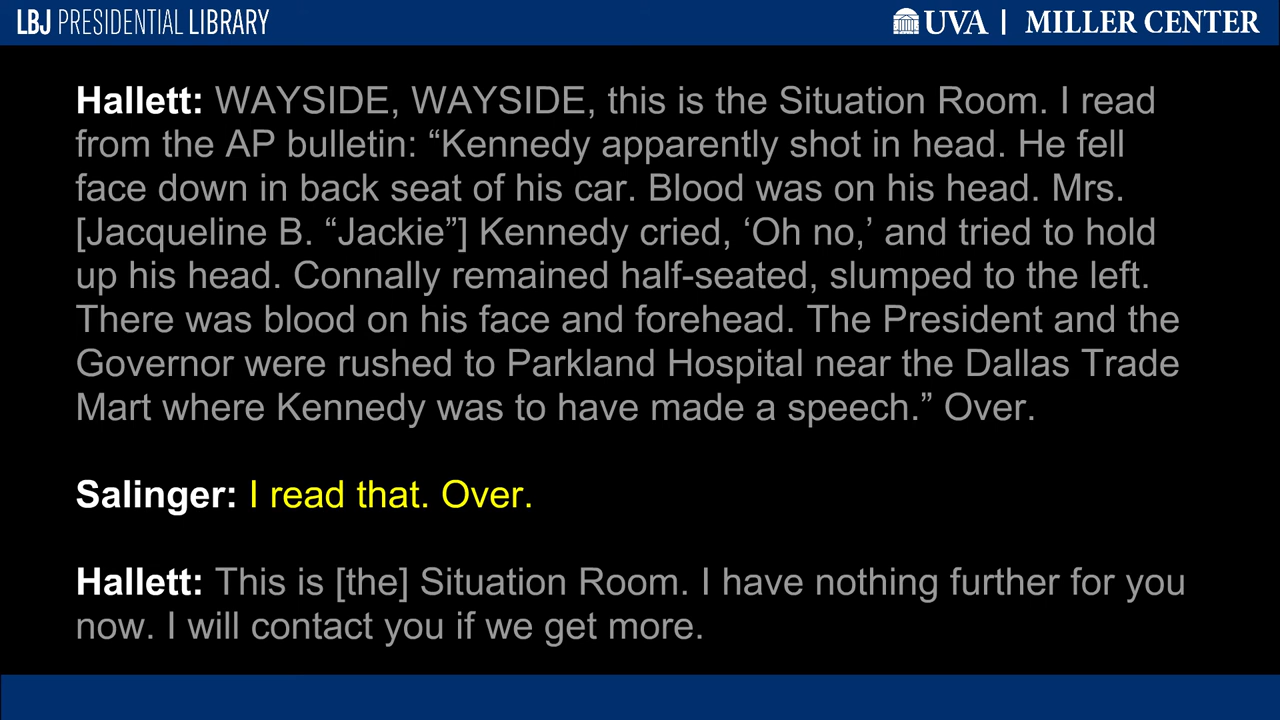 LBJ PRESIDENTIAL LIBRARY
UVA | MILLER CENTER
Hallett: WAYSIDE, WAYSIDE, this is the Situation Room. I read
from the AP bulletin: “Kennedy apparently shot in head. He fell
face down in back seat of his car. Blood was on his head. Mrs.
[Jacqueline B. “Jackie”] Kennedy cried, ‘Oh no,’ and tried to hold
up his head. Connally remained half-seated, slumped to the left.
There was blood on his face and forehead. The President and the
Governor were rushed to Parkland Hospital near the Dallas Trade
Mart where Kennedy was to have made a speech.” Over.
Salinger: I read that. Over.
Hallett: This is [the] Situation Room. I have nothing further for you
now. I will contact you if we get more.